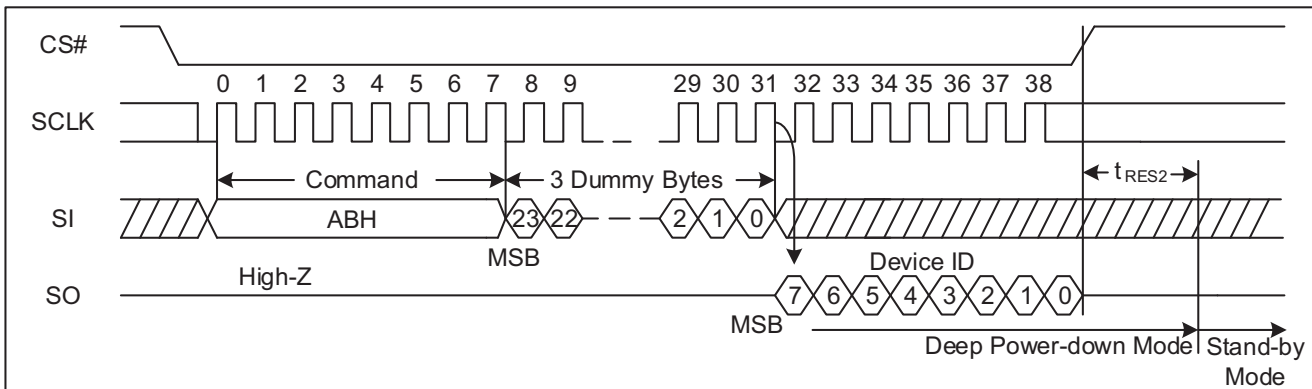 CS#
0 1 2 3 4 5 6 7 8 9 29 30 31 32 33 34 35 36 37 38
SCLK
Command 3 Dummy Bytes tRES2
SI ABH 23 22 2 1 0
MSB
High-Z Device ID
SO 7 6 5 4 3 2 1 0
MSB
Deep Power-down Mode Stand-by
Mode